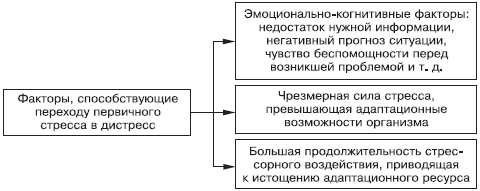 Факторы, способствующие
переходу первичного
стресса в дистресс
Эмоционально-когнитивные факторы:
недостаток нужной информации,
негативный прогноз ситуации,
чувство беспомощности перед
возникшей проблемой и т. д.
Чрезмерная сила стресса,
превышающая адаптационные
возможности организма
Большая продолжительность стрес-
сорного воздействия, приводящая
к истощению адаптационного ресурса